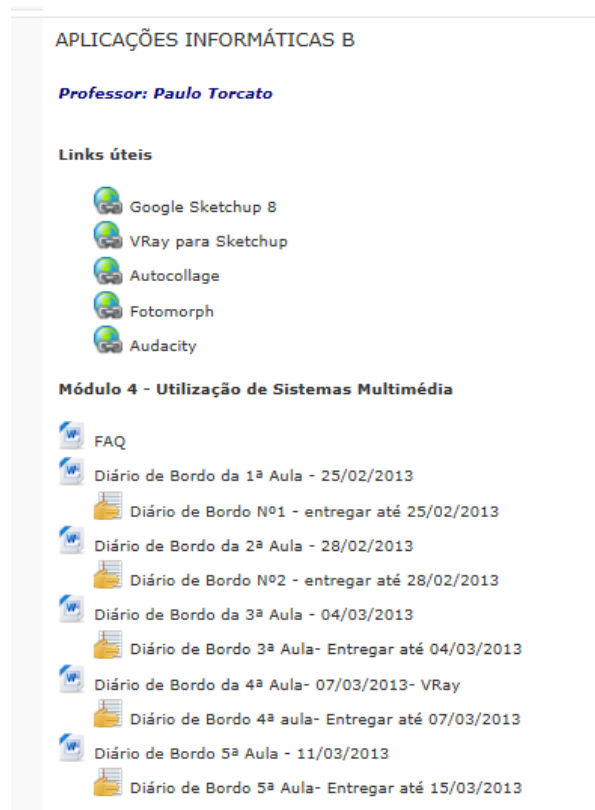 APLICAÇÕES INFORMÁTICAS B
Professor: Paulo Torcato
Links úteis
Google Sketchup 8
VRay para Sketchup
Autocollage
Fotomorph
Audacity
Módulo 4 - Utilização de Sistemas Multimédia
FAQ
Diário de Bordo da 1ª Aula - 25/02/2013
Diário de Bordo Nº1 - entregar até 25/02/2013
Diário de Bordo da 2ª Aula - 28/02/2013
Diário de Bordo Nº2 - entregar até 28/02/2013
Diário de Bordo da 3ª Aula - 04/03/2013
Diário de Bordo 3ª Aula- Entregar até 04/03/2013
Diário de Bordo da 4ª Aula- 07/03/2013- VRay
Diário de Bordo 4ª aula- Entregar até 07/03/2013
Diário de Bordo 5ª Aula - 11/03/2013
Diário de Bordo 5ª Aula- Entregar até 15/03/2013